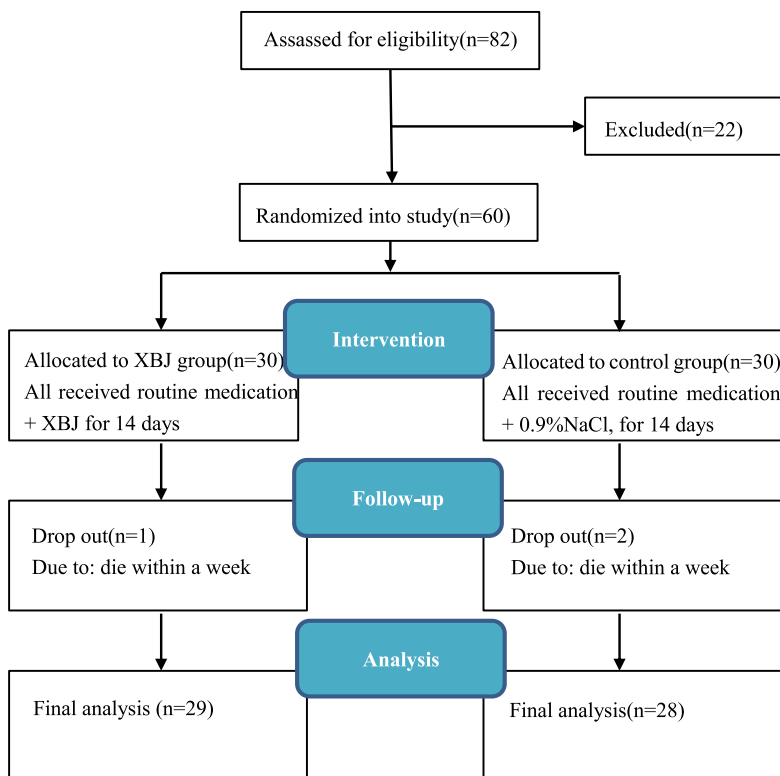 Assassed for eligibility(n=82)
Excluded(n=22)
Randomized into study(n=60)
Intervention
Allocated to XBJ group(n=30)
All received routine medication
+ XBJ for 14 days
Allocated to control group(n=30)
All received routine medication
+ 0.9%NaCl, for 14 days
Follow-up
Drop out(n=1)
Due to: die within a week
Drop out(n=2)
Due to: die within a week
Analysis
Final analysis (n=29)
Final analysis(n=28)